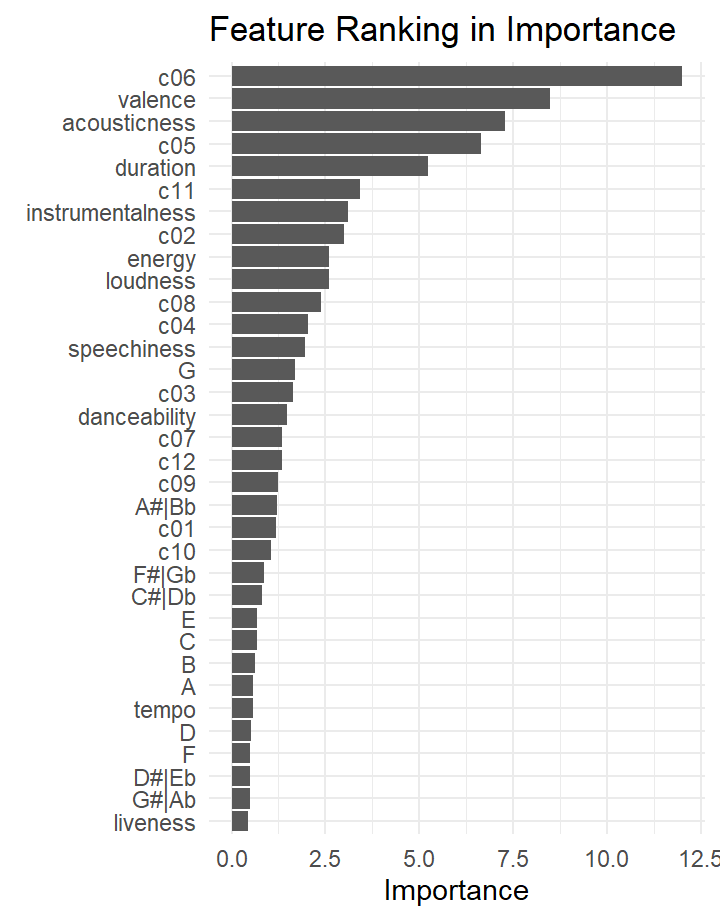 Feature Ranking in Importance
c06
valence
acousticness
c05
duration
c11
instrumentalness
c02
energy
loudness
c08
c04
speechiness
G
c03
danceability
c07
c12
c09
A#|Bb
c01
c10
F#|Gb
C#|Db
E
C
B
A
tempo
D
F
D#|Eb
G#|Ab
liveness
0.0 2.5 5.0 7.5 10.0 12.5
Importance